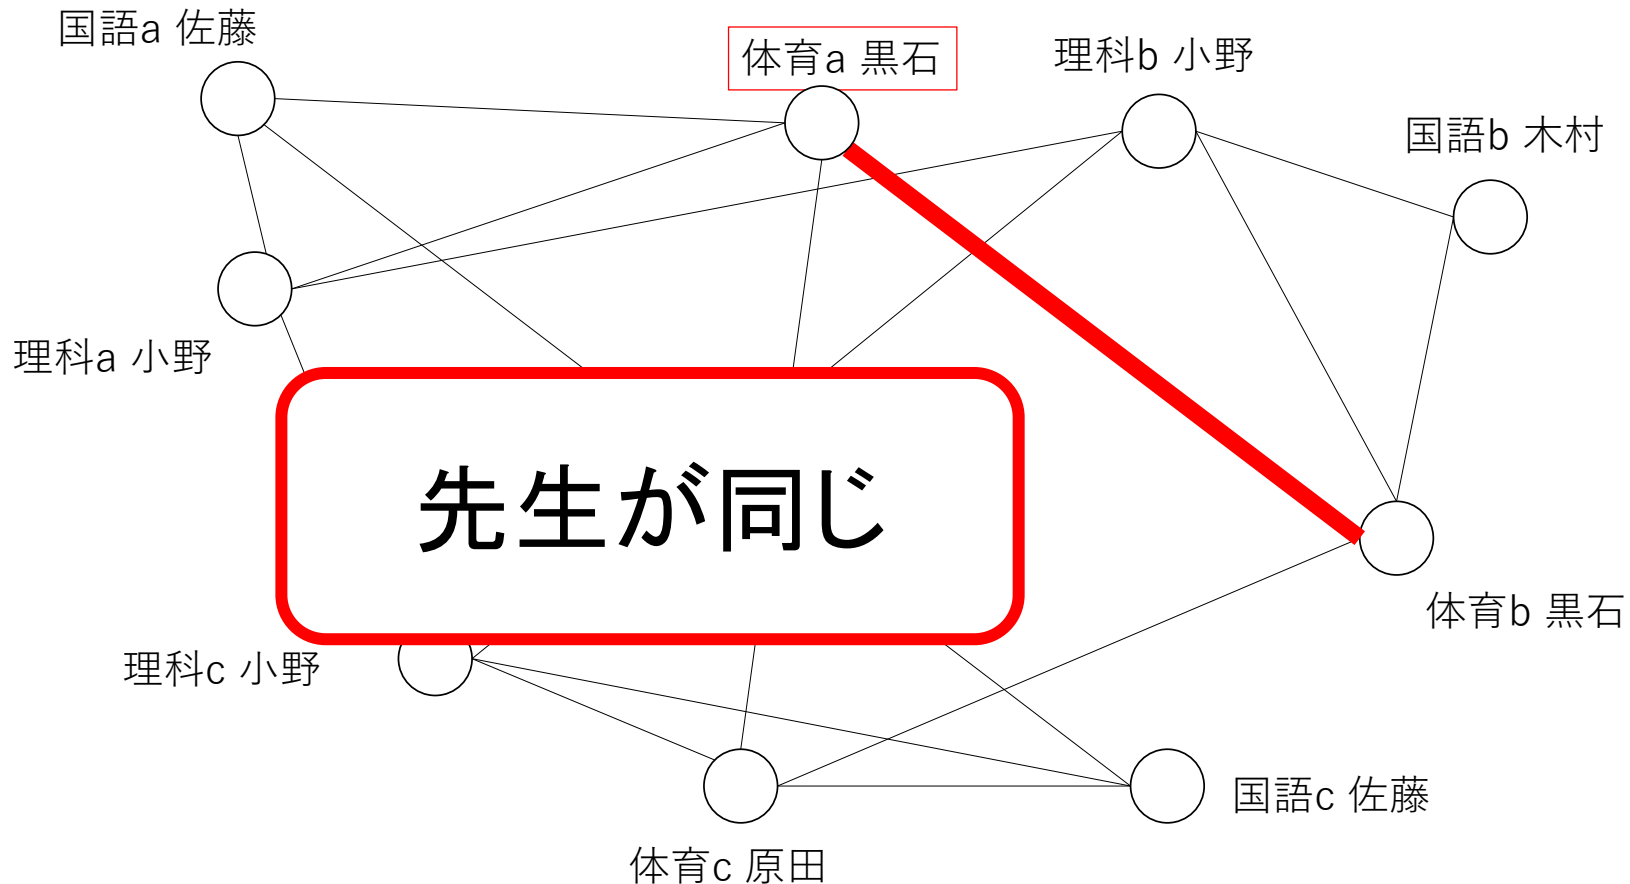 国語a 佐藤
体育a 黒石
理科b 小野
国語b 木村
理科a 小野
先生が同じ
体育b 黒石
理科c 小野
国語c 佐藤
体育c 原田